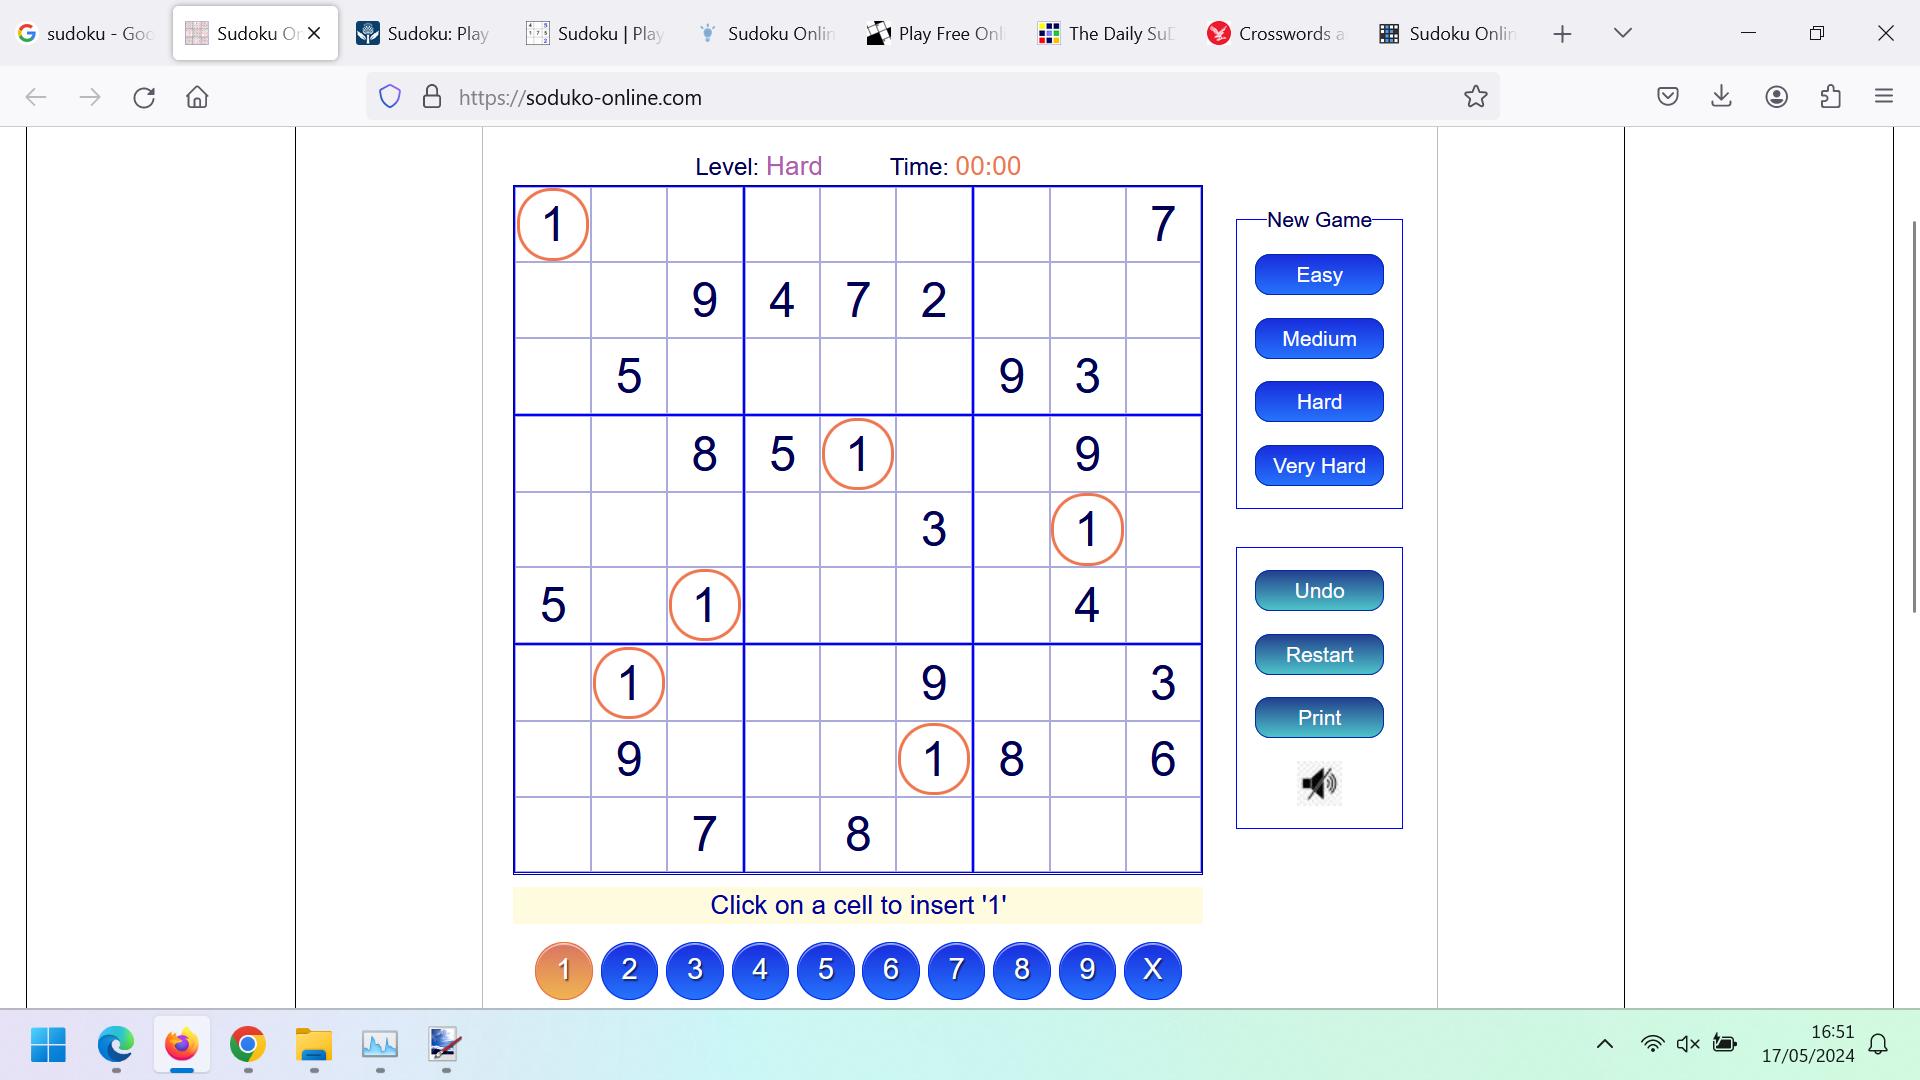 sudoku - Goo
Sudoku On
Sudoku: Play
Sudoku | Play
Sudoku Onlin
Play Free Onl
The Daily SuD
Crosswords a
Sudoku Onlin
https://soduko-online.com
Level: Hard Time: 00:00
1 7
9 4 7 2
5 9 3
8 5 1 9
3 1
5 1 4
1 9 3
9 1 8 6
7 8
New Game
Easy
Medium
Hard
Very Hard
Undo
Restart
Print
Click on a cell to insert '1'
1 2 3 4 5 6 7 8 9 X
16:51
17/05/2024